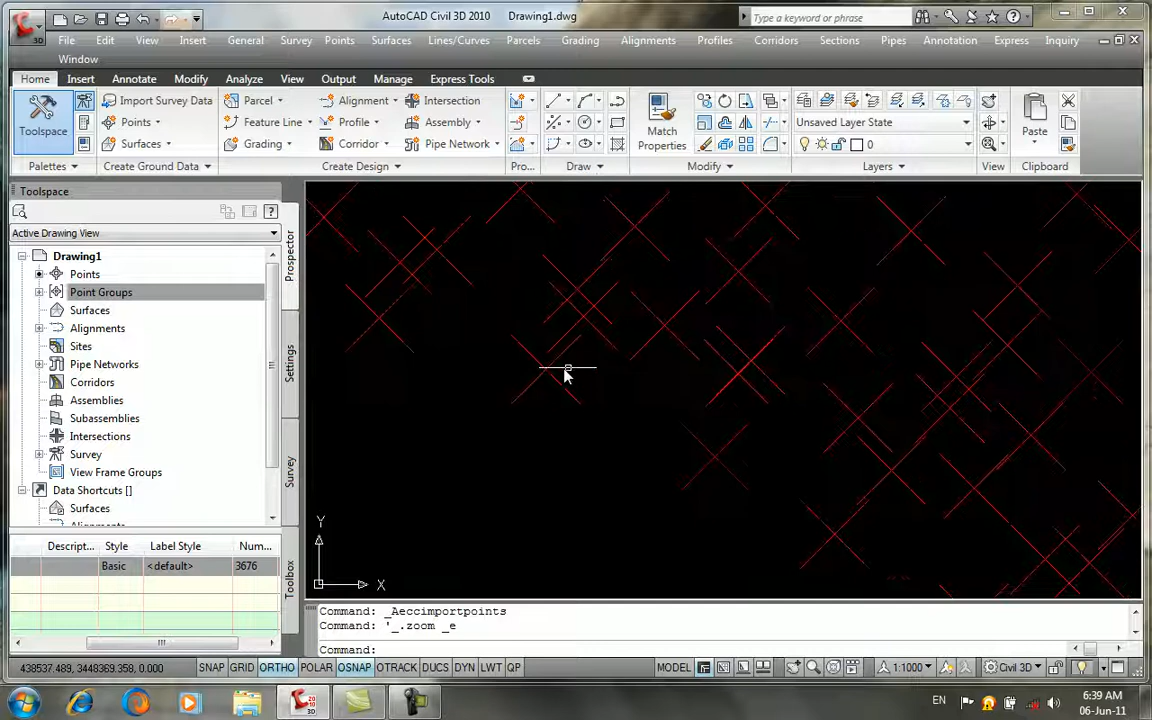 AutoCAD Civil 3D 2010 Drawing1.dwg
Type a keyword or phrase
3D
File Edit View Insert General Survey Points Surfaces Lines/Curves Parcels Grading Alignments Profiles Corridors Sections Pipes Annotation Express Inquiry
Window
Home Insert Annotate Modify Analyze View Output Manage Express Tools
Toolspace
Import Survey Data
Points
Surfaces
Parcel
Feature Line
Grading
Alignment
Profile
Corridor
Intersection
Assembly
Pipe Network
Match
Properties
Unsaved Layer State
0
Paste
Palettes Create Ground Data Create Design Pro... Draw Modify Layers View Clipboard
Toolspace
Active Drawing View
Drawing1
Points
Point Groups
Surfaces
Alignments
Sites
Pipe Networks
Corridors
Assemblies
Subassemblies
Intersections
Survey
View Frame Groups
Data Shortcuts []
Surfaces
Alignments
Prospector
Settings
Survey
Toolbox
Descript... Style Label Style Num...
Basic <default> 3676
Y
X
Command: _Aeccimportpoints
Command: '_.zoom _e
Command:
438537.489, 3448369.358, 0.000 SNAP GRID ORTHO POLAR OSNAP OTRACK DUCS DYN LWT QP MODEL 1:1000 Civil 3D
EN 6:39 AM
06-Jun-11